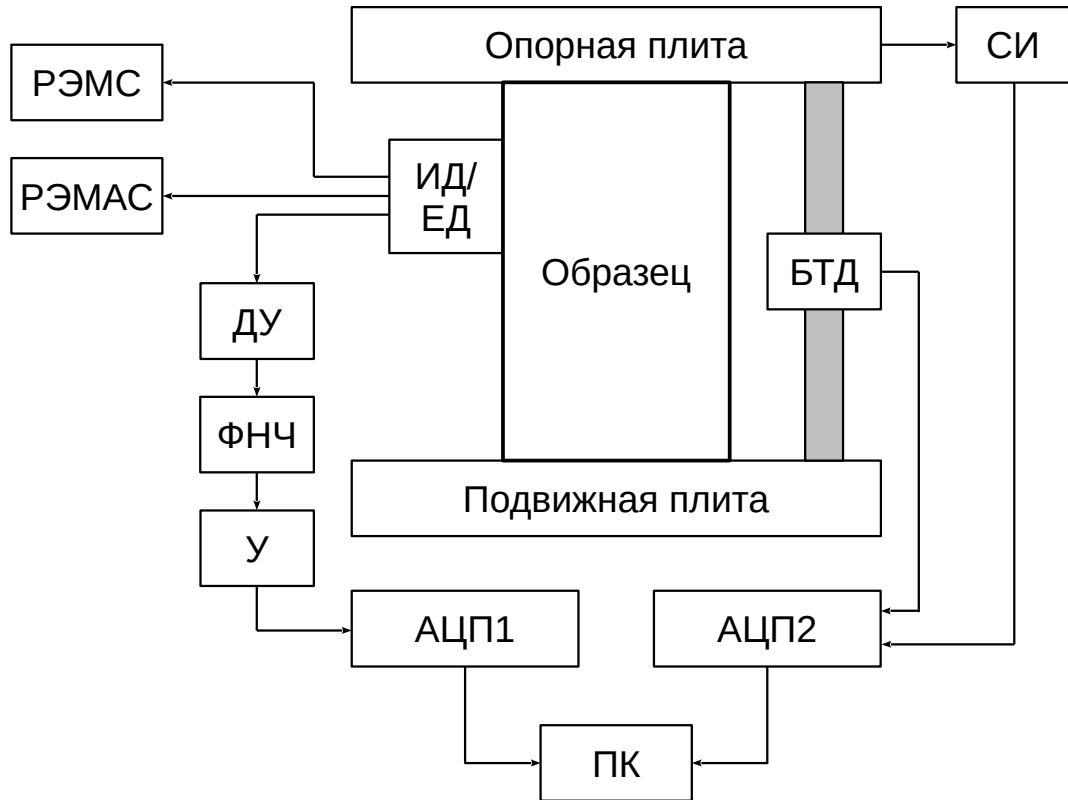 Опорная плита
СИ
РЭМС
РЭМАС
ИД/
ЕД
Образец
БТД
ДУ
ФНЧ
Подвижная плита
У
АЦП1
АЦП2
ПК